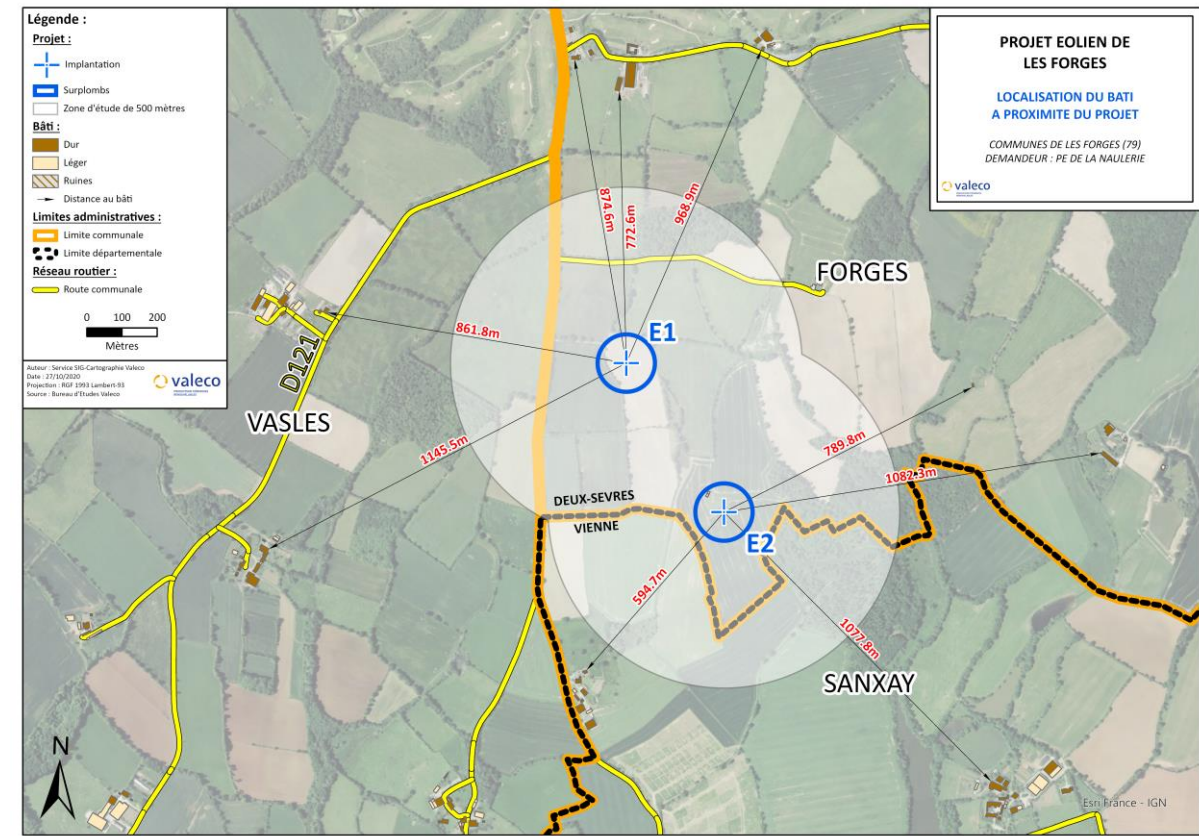 Légende :
Projet :
Implantation
Surplombs
Zone d'étude de 500 mètres
Bâti :
Dur
Léger
Ruines
Distance au bâti
Limites administratives :
Limite communale
Limite départementale
Réseau routier :
Route communale
0 100 200
Mètres
Auteur : Service SIG-Cartographie Valeco
Date : 27/10/2020
Projection : RGF 1993 Lambert-93
Source : Bureau d'Etudes Valeco
valeco
PROJET EOLIEN DE
LES FORGES
LOCALISATION DU BATI
A PROXIMITE DU PROJET
COMMUNES DE LES FORGES (79)
DEMANDEUR : PE DE LA NAULERIE
valeco
874.6m
772.6m
968.9m
FORGES
861.8m
E1
D121
VASLES
1145.5m
789.8m
1082.3m
DEUX-SEVRES
VIENNE
E2
594.7m
1077.8m
SANXAY
N
Esri France - IGN